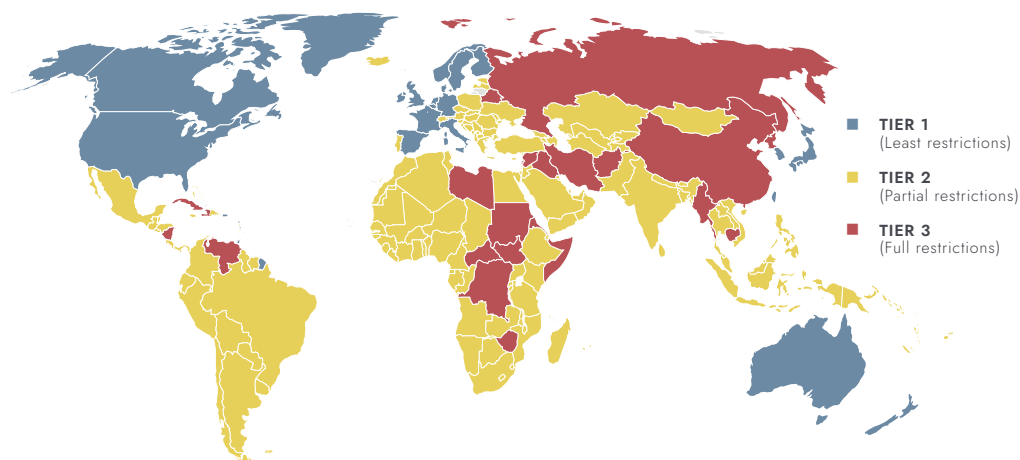 TIER 1
(Least restrictions)
TIER 2
(Partial restrictions)
TIER 3
(Full restrictions)